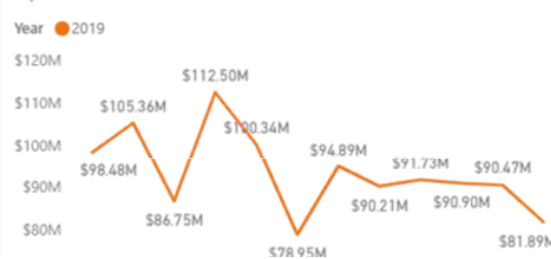 Year 2019
$120M
$112.50M
$110M
$105.36M
$100.34M
$100M
$94.89M
$98.48M
$91.73M
$90.47M
$90M
$90.21M
$90.90M
$86.75M
$80M
$81.89M
$78.95M